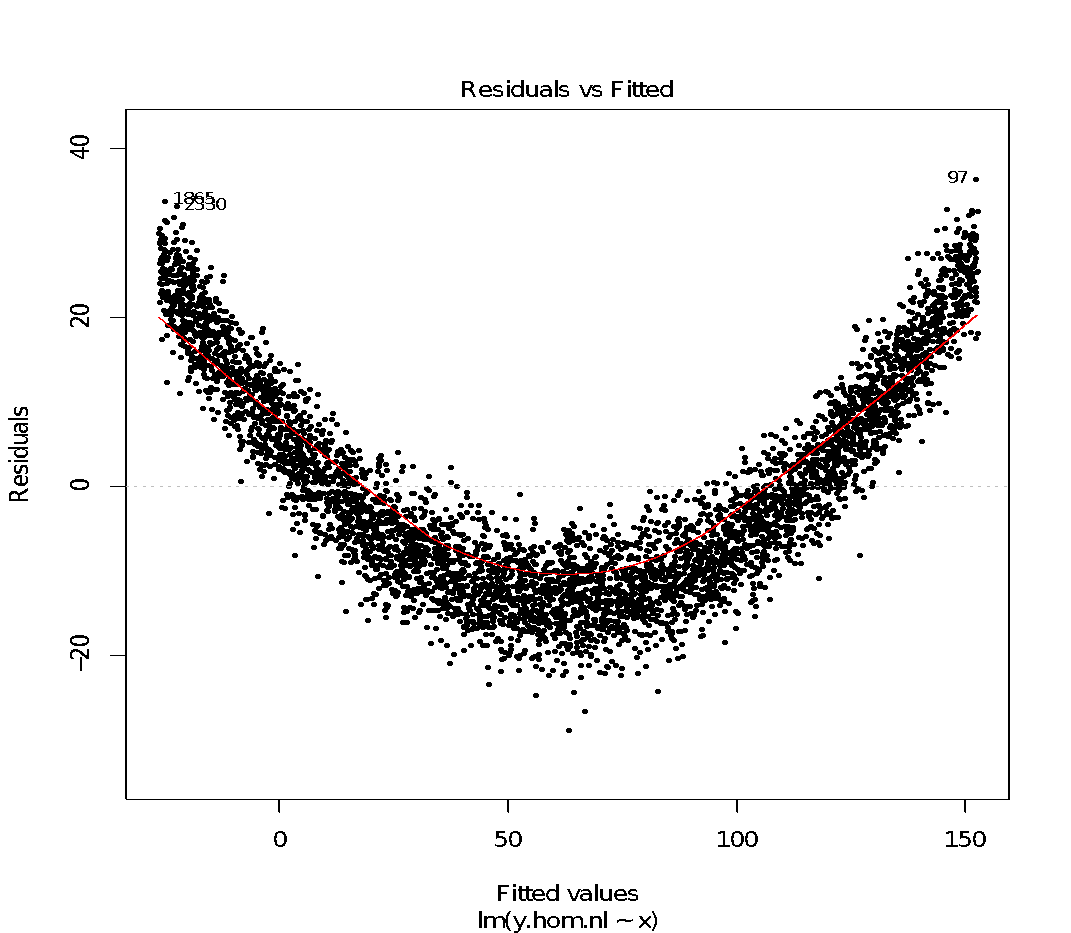 Residuals vs Fitted
40
20
0
−20
Residuals
1865
2330
97
0
50
100
150
Fitted values
lm(y.hom.nl ~ x)